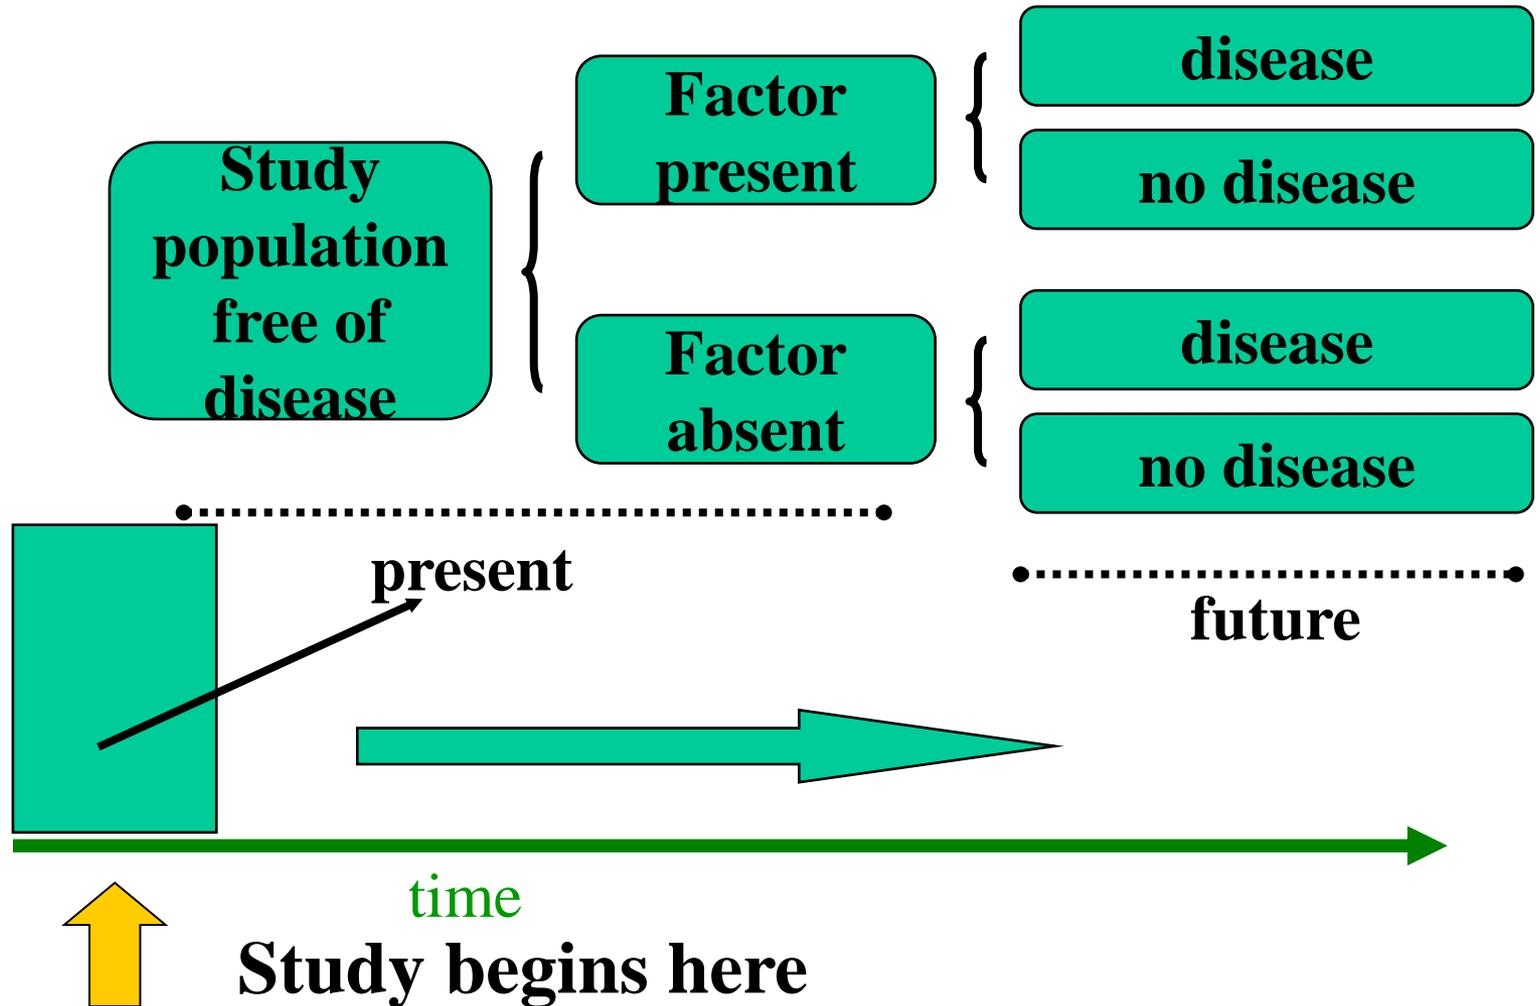 Study
population
free of
disease
Factor
present
Factor
absent
disease
no disease
disease
no disease
present
future
time
Study begins here